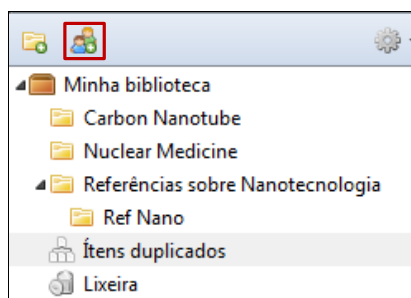 Minha biblioteca
Carbon Nanotube
Nuclear Medicine
Referências sobre Nanotecnologia
Ref Nano
Ítens duplicados
Lixeira